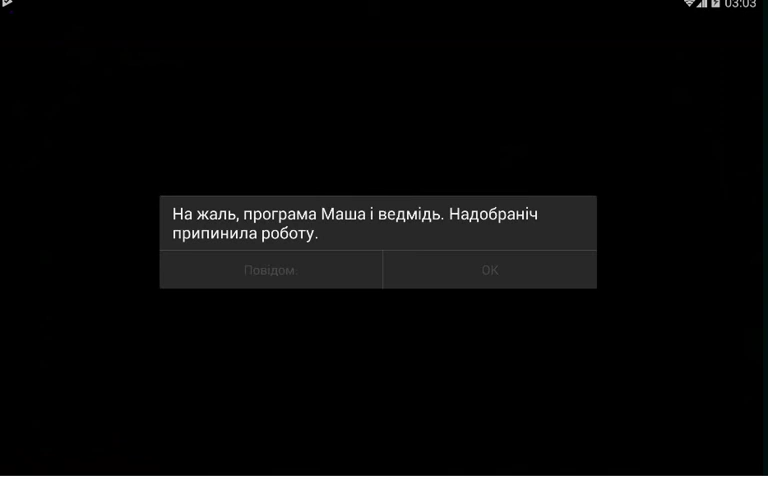 03:03
На жаль, програма Маша і ведмідь. Надобраніч
припинила роботу.
Повідом.
OK